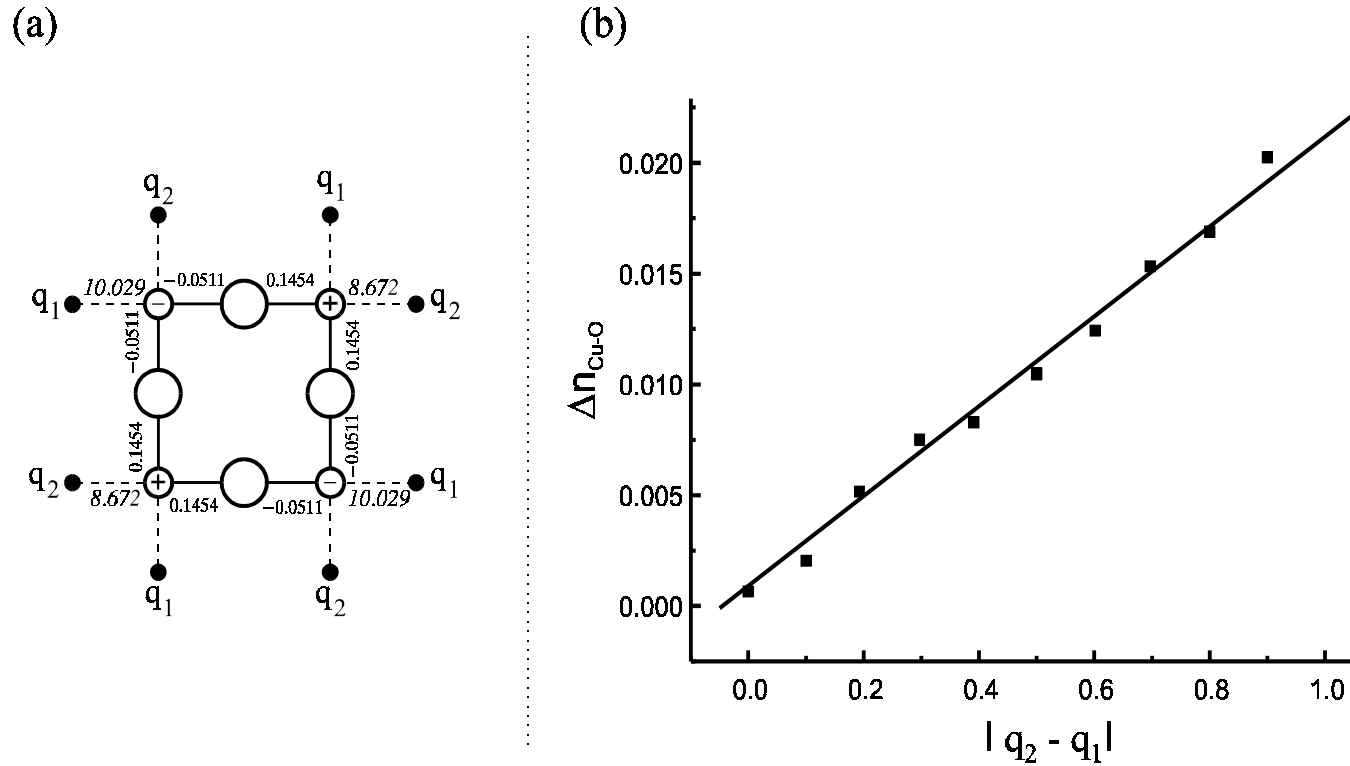 (a)
q2 q1
q1 10.029 −0.0511 0.1454 8.672 q2
− +
−0.0511 0.1454
0.1454 −0.0511
+ −
q2 8.672 0.1454 −0.0511 10.029 q1
q1 q2
(b)
0.020
0.015
0.010
0.005
0.000
ΔnCu-O
0.0 0.2 0.4 0.6 0.8 1.0
| q2 - q1|